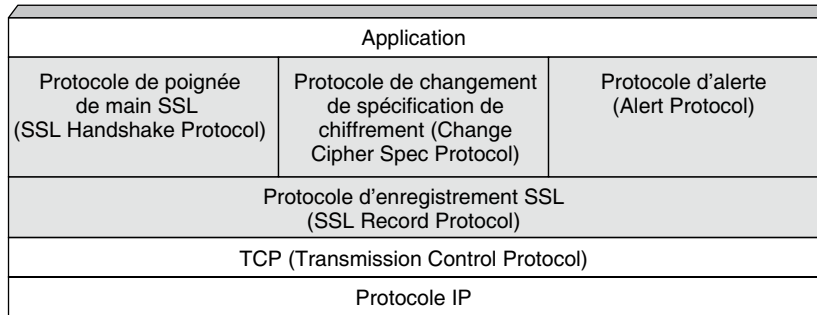 Application
Protocole de poignée
de main SSL
(SSL Handshake Protocol)
Protocole de changement
de spécification de
chiffrement (Change
Cipher Spec Protocol)
Protocole d'alerte
(Alert Protocol)
Protocole d'enregistrement SSL
(SSL Record Protocol)
TCP (Transmission Control Protocol)
Protocole IP